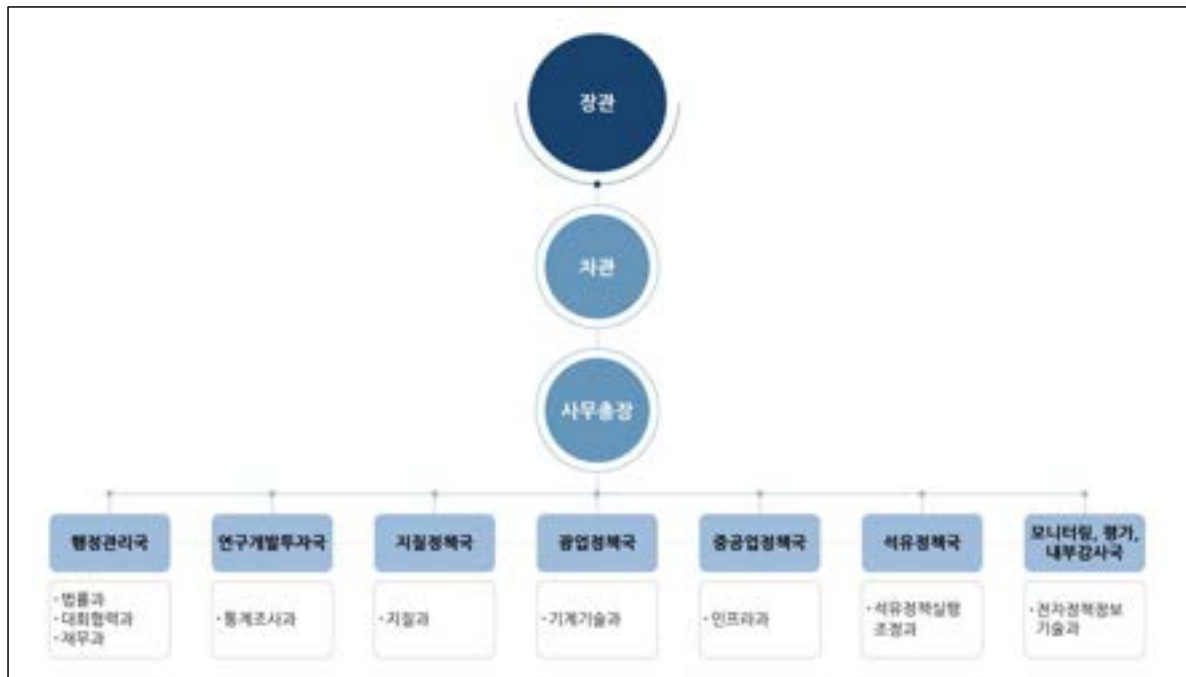 장관
차관
사무총장
행정관리국
연구개발투자국
지질정책국
광업정책국
중공업정책국
석유정책국
모니터링, 평가,
내부감사국
·법률과
·대회협력과
·재무과
·통계조사과
·지질과
·기계기술과
·인프라과
·석유정책실행
조정과
·전자정책정보
기술과